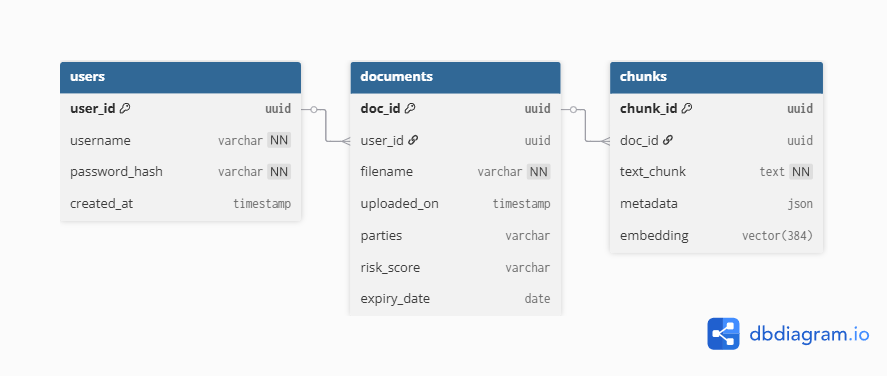 users
user_id uuid
username varchar NN
password_hash varchar NN
created_at timestamp
documents
doc_id uuid
user_id uuid
filename varchar NN
uploaded_on timestamp
parties varchar
risk_score varchar
expiry_date date
chunks
chunk_id uuid
doc_id uuid
text_chunk text NN
metadata json
embedding vector(384)
dbdiagram.io